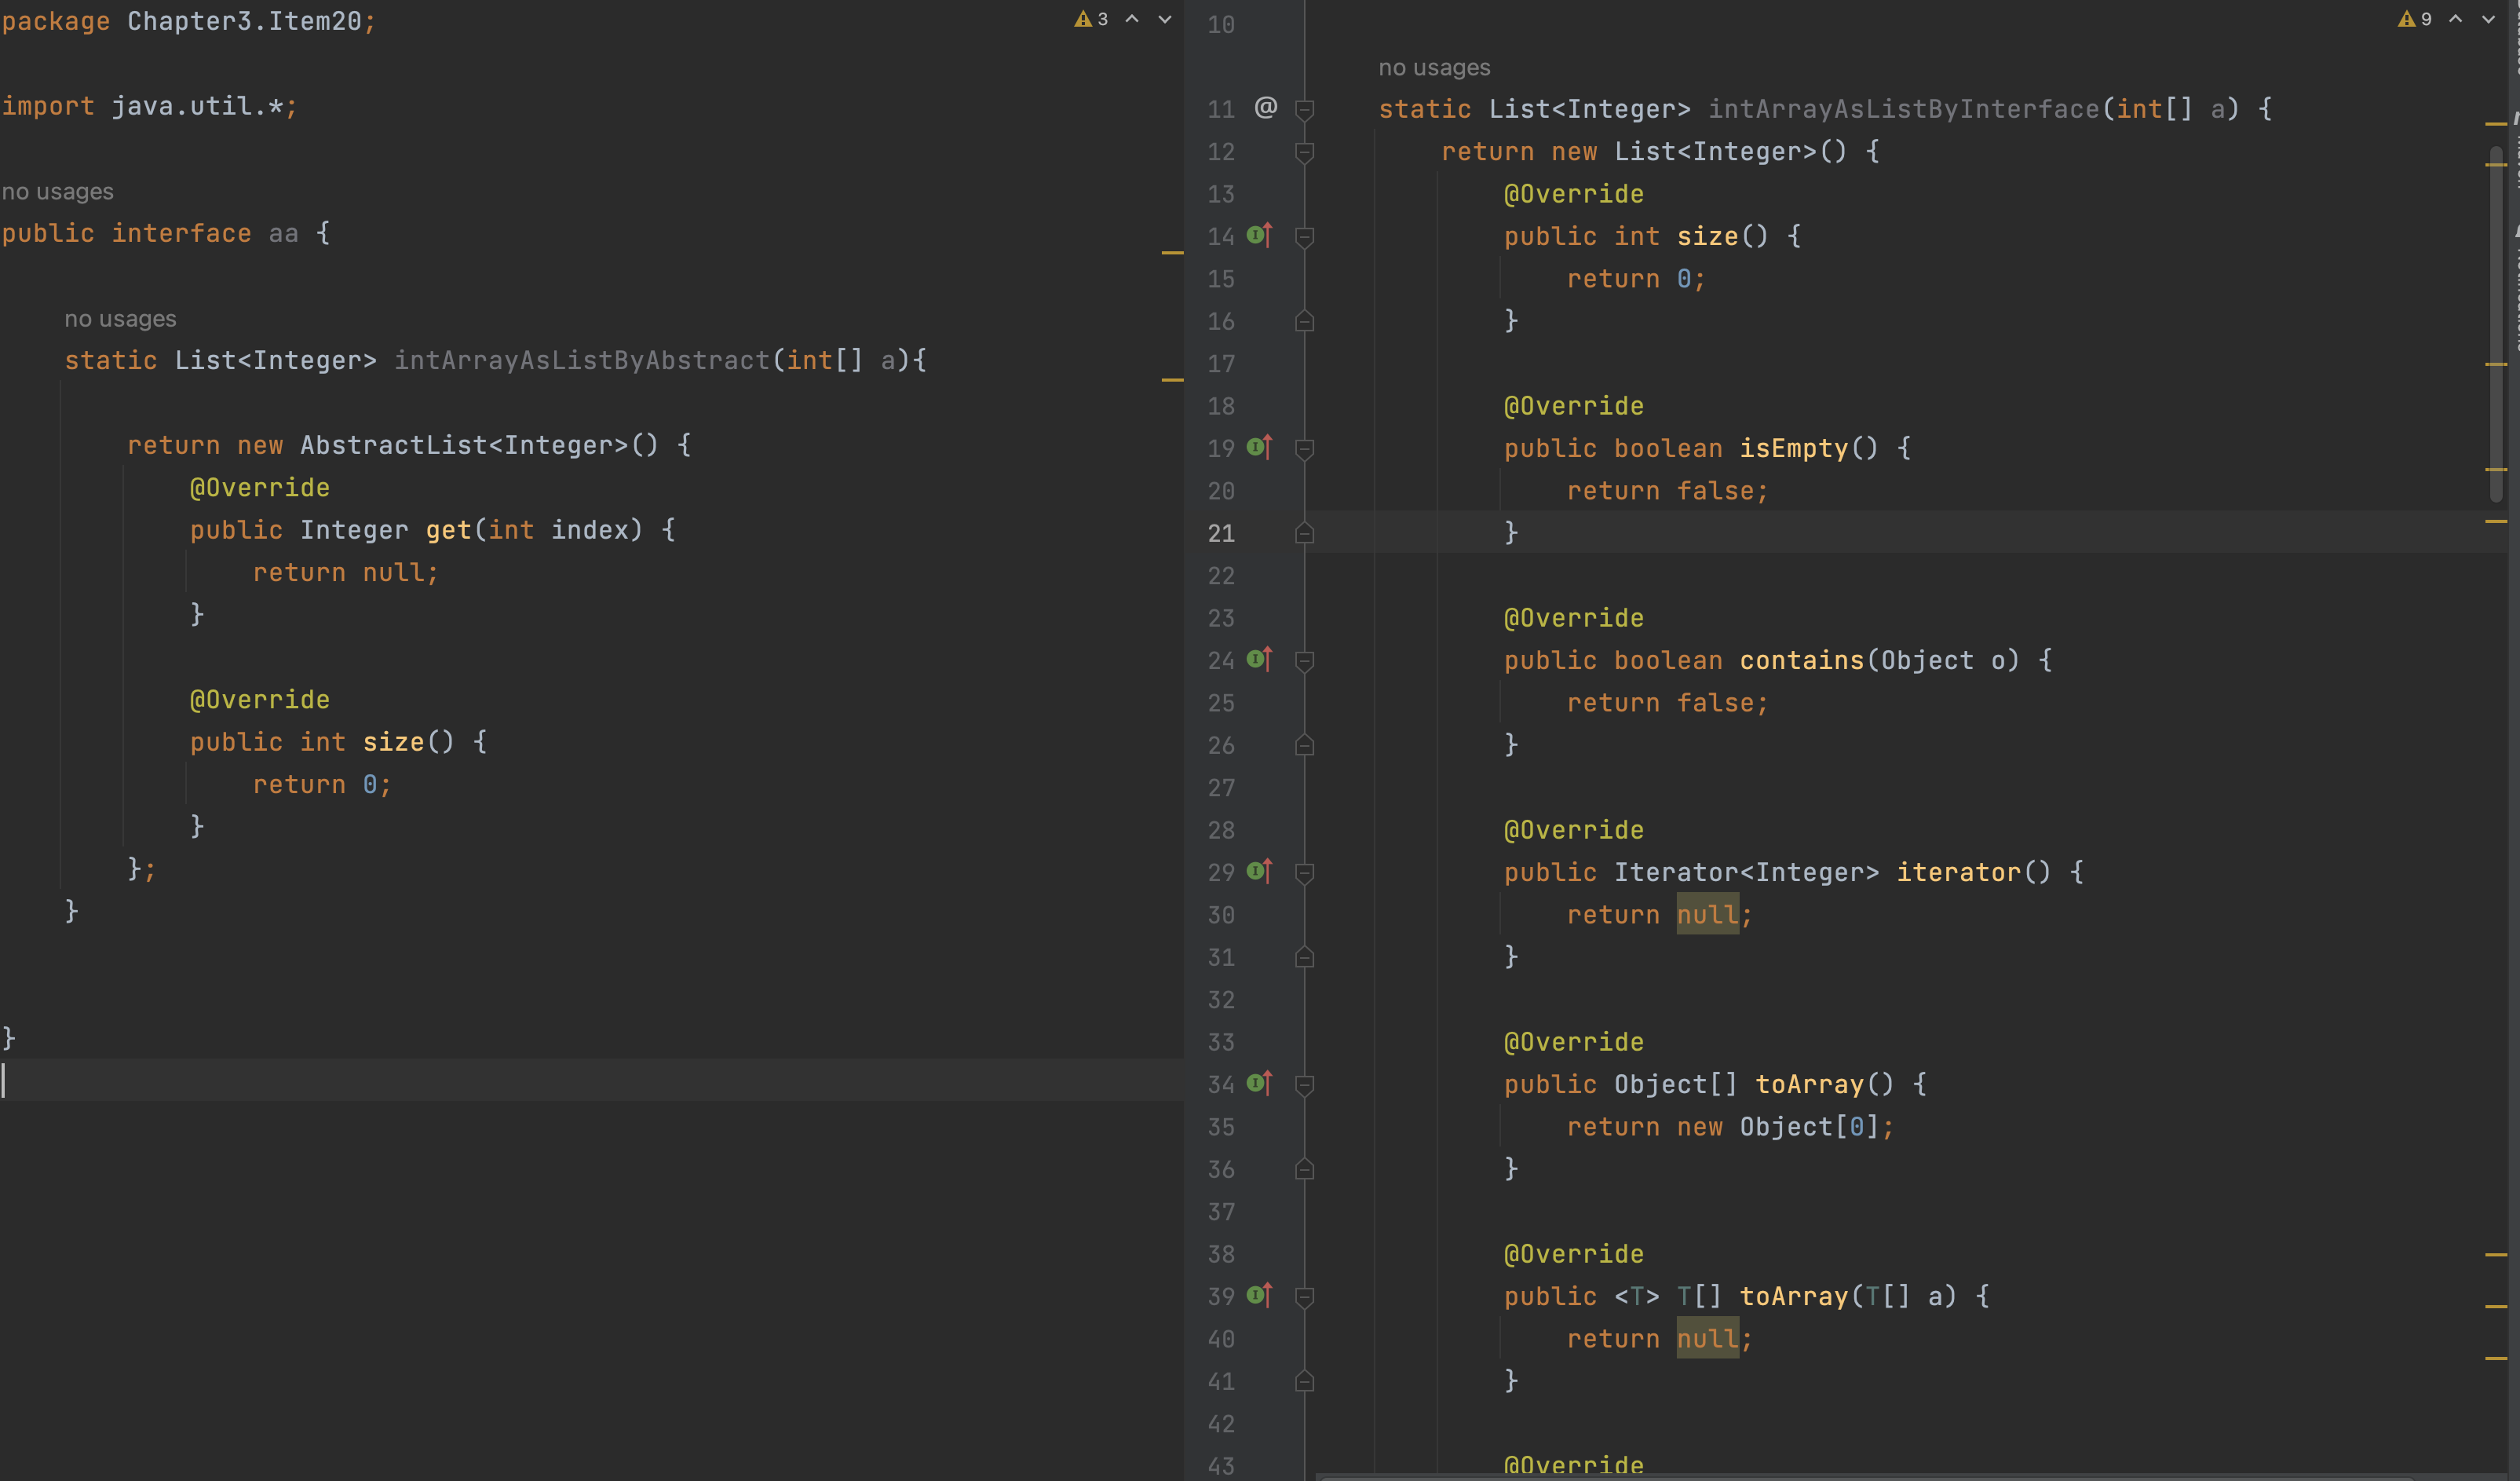 package Chapter3.Item20;
3
import java.util.*;
no usages
public interface aa {
no usages
static List<Integer> intArrayAsListByAbstract(int[] a){
return new AbstractList<Integer>() {
@Override
public Integer get(int index) {
return null;
}
@Override
public int size() {
return 0;
}
};
}
}
10
9
no usages
11 @ static List<Integer> intArrayAsListByInterface(int[] a) {
12 return new List<Integer>() {
13 @Override
14 public int size() {
15 return 0;
16 }
17
18 @Override
19 public boolean isEmpty() {
20 return false;
21 }
22
23 @Override
24 public boolean contains(Object o) {
25 return false;
26 }
27
28 @Override
29 public Iterator<Integer> iterator() {
30 return null;
31 }
32
33 @Override
34 public Object[] toArray() {
35 return new Object[0];
36 }
37
38 @Override
39 public <T> T[] toArray(T[] a) {
40 return null;
41 }
42
43 @Override